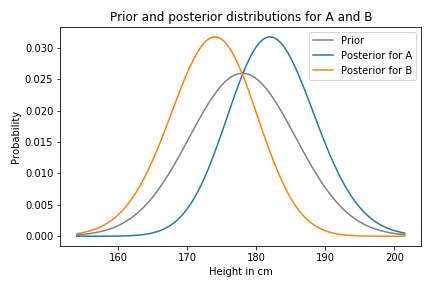 Prior and posterior distributions for A and B
Prior
Posterior for A
Posterior for B
0.030
0.025
0.020
0.015
0.010
0.005
0.000
Probability
160
170
180
190
200
Height in cm